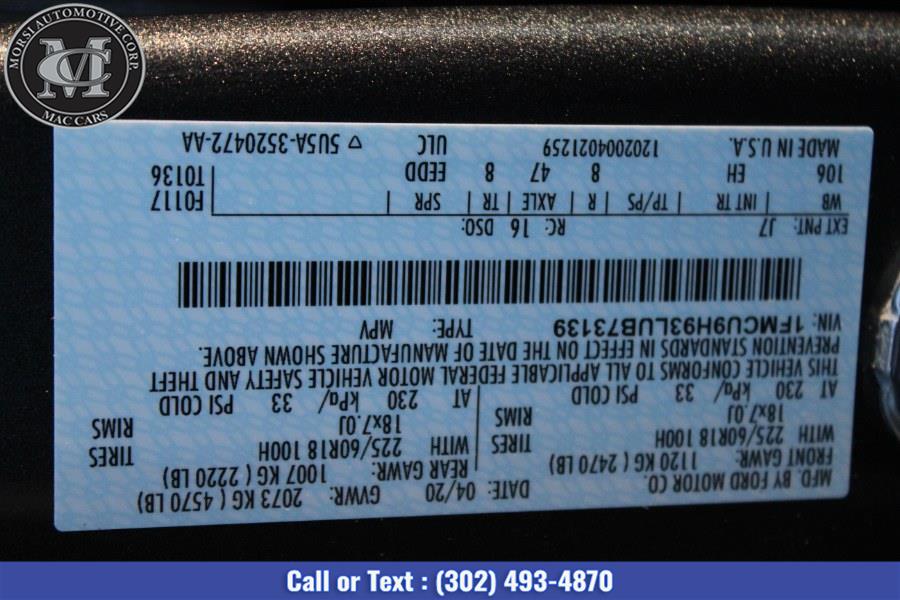 MORSI AUTOMOTIVE CORP.
MC
MAC CARS
MFD. BY FORD MOTOR CO.
DATE: 04/20 GVWR: 2073 KG ( 4570 LB)
FRONT GAWR: 1120 KG ( 2470 LB) REAR GAWR: 1007 KG ( 2220 LB)
WITH 225/60R18 100H TIRES WITH 225/60R18 100H TIRES
18x7.0J RIMS 18x7.0J RIMS
AT 230 kPa/ 33 PSI COLD AT 230 kPa/ 33 PSI COLD
THIS VEHICLE CONFORMS TO ALL APPLICABLE FEDERAL MOTOR VEHICLE SAFETY AND THEFT
PREVENTION STANDARDS IN EFFECT ON THE DATE OF MANUFACTURE SHOWN ABOVE.
VIN: 1FMCU9H93LUB73139 TYPE: MPV
EXT PNT: J7 RC: 16 DSO:
WB | INT TR | TP/PS | R | AXLE | TR | SPR | F0117
106 EH 8 47 8 EEDD T0136
MADE IN U.S.A. 1202004021259 ULC ▽ 5U5A-3520472-AA
Call or Text : (302) 493-4870